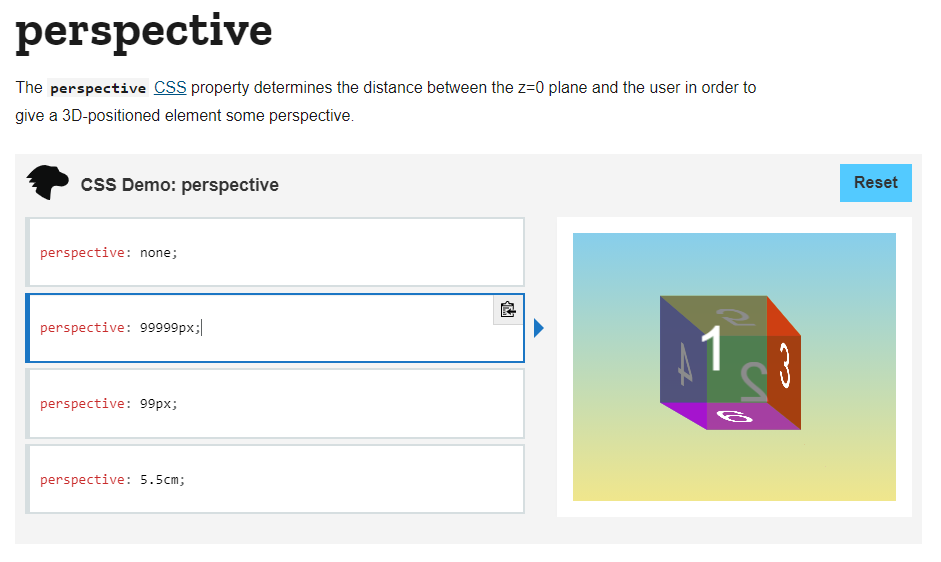 perspective
The perspective CSS property determines the distance between the z=0 plane and the user in order to
give a 3D-positioned element some perspective.
CSS Demo: perspective
Reset
perspective: none;
perspective: 99999px;
perspective: 99px;
perspective: 5.5cm;
5
1
4
2
3
6